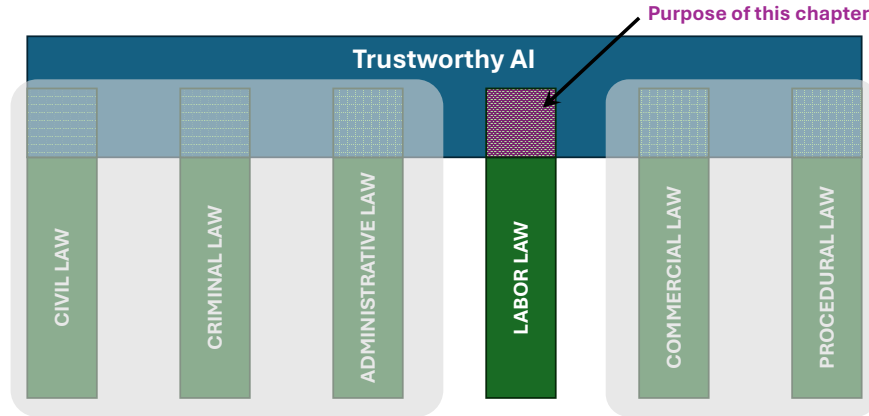 Purpose of this chapter
Trustworthy AI
CIVIL LAW
CRIMINAL LAW
ADMINISTRATIVE LAW
LABOR LAW
COMMERCIAL LAW
PROCEDURAL LAW